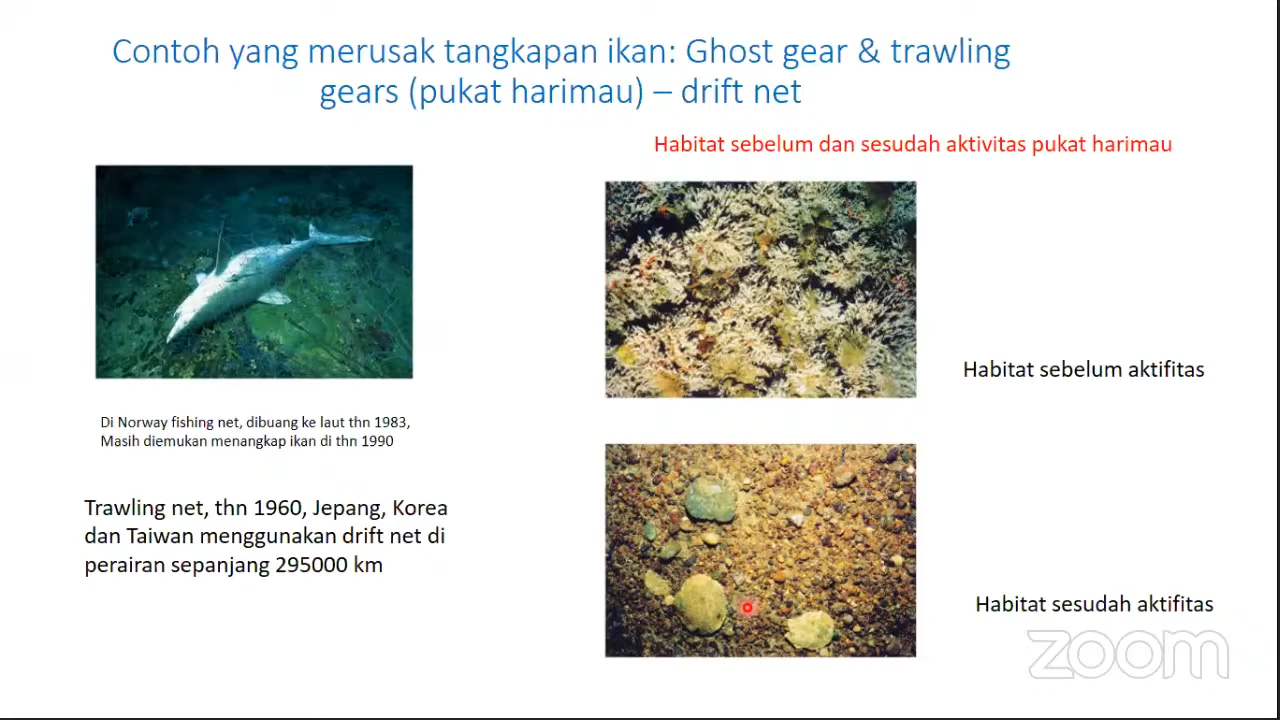 Contoh yang merusak tangkapan ikan: Ghost gear & trawling
gears (pukat harimau) – drift net
Habitat sebelum dan sesudah aktivitas pukat harimau
Di Norway fishing net, dibuang ke laut thn 1983,
Masih diemukan menangkap ikan di thn 1990
Trawling net, thn 1960, Jepang, Korea
dan Taiwan menggunakan drift net di
perairan sepanjang 295000 km
Habitat sebelum aktifitas
Habitat sesudah aktifitas
zoom